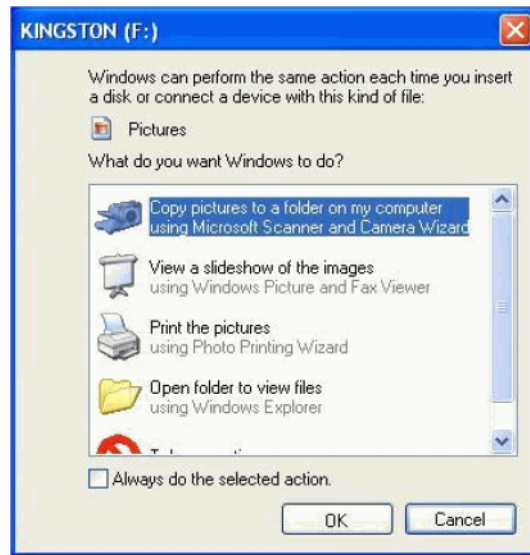 KINGSTON (F:)
Windows can perform the same action each time you insert
a disk or connect a device with this kind of file:
Pictures
What do you want Windows to do?
Copy pictures to a folder on my computer
using Microsoft Scanner and Camera Wizard
View a slideshow of the images
using Windows Picture and Fax Viewer
Print the pictures
using Photo Printing Wizard
Open folder to view files
using Windows Explorer
Always do the selected action.
OK Cancel